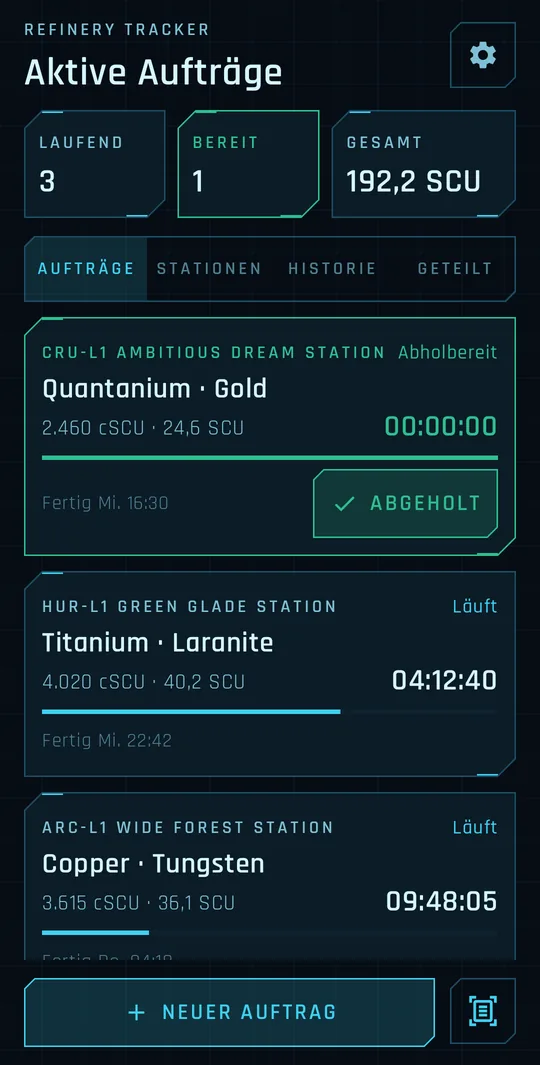 REFINERY TRACKER
Aktive Aufträge
LAUFEND
3
BEREIT
1
GESAMT
192,2 SCU
AUFTRÄGE STATIONEN HISTORIE GETEILT
CRU-L1 AMBITIOUS DREAM STATION Abholbereit
Quantanium · Gold
2.460 cSCU · 24,6 SCU 00:00:00
Fertig Mi. 16:30 ABGEHOLT
HUR-L1 GREEN GLADE STATION Läuft
Titanium · Laranite
4.020 cSCU · 40,2 SCU 04:12:40
Fertig Mi. 22:42
ARC-L1 WIDE FOREST STATION Läuft
Copper · Tungsten
3.615 cSCU · 36,1 SCU 09:48:05
+ NEUER AUFTRAG